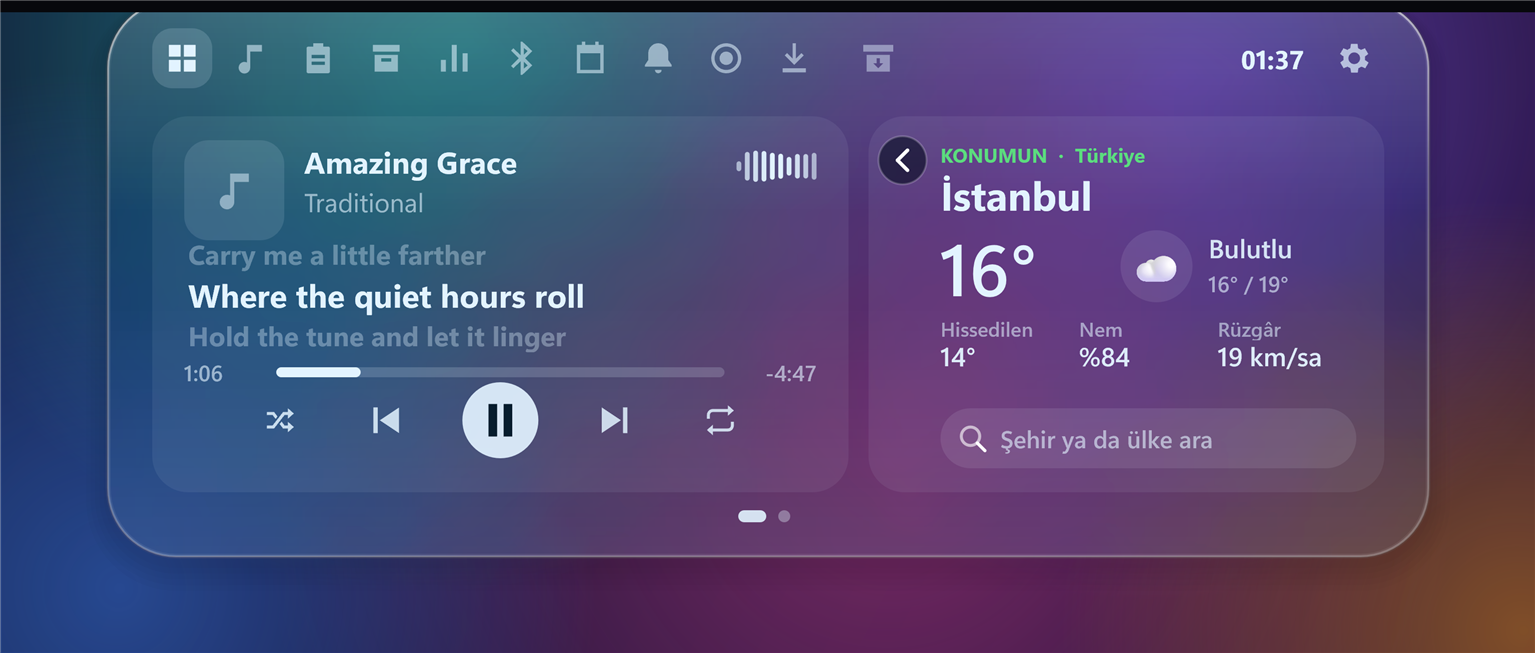 01:37
Amazing Grace
Traditional
Carry me a little farther
Where the quiet hours roll
Hold the tune and let it linger
1:06
-4:47
KONUMUN · Türkiye
İstanbul
16°
Bulutlu
16° / 19°
Hissedilen Nem Rüzgâr
14° %84 19 km/sa
Şehir ya da ülke ara